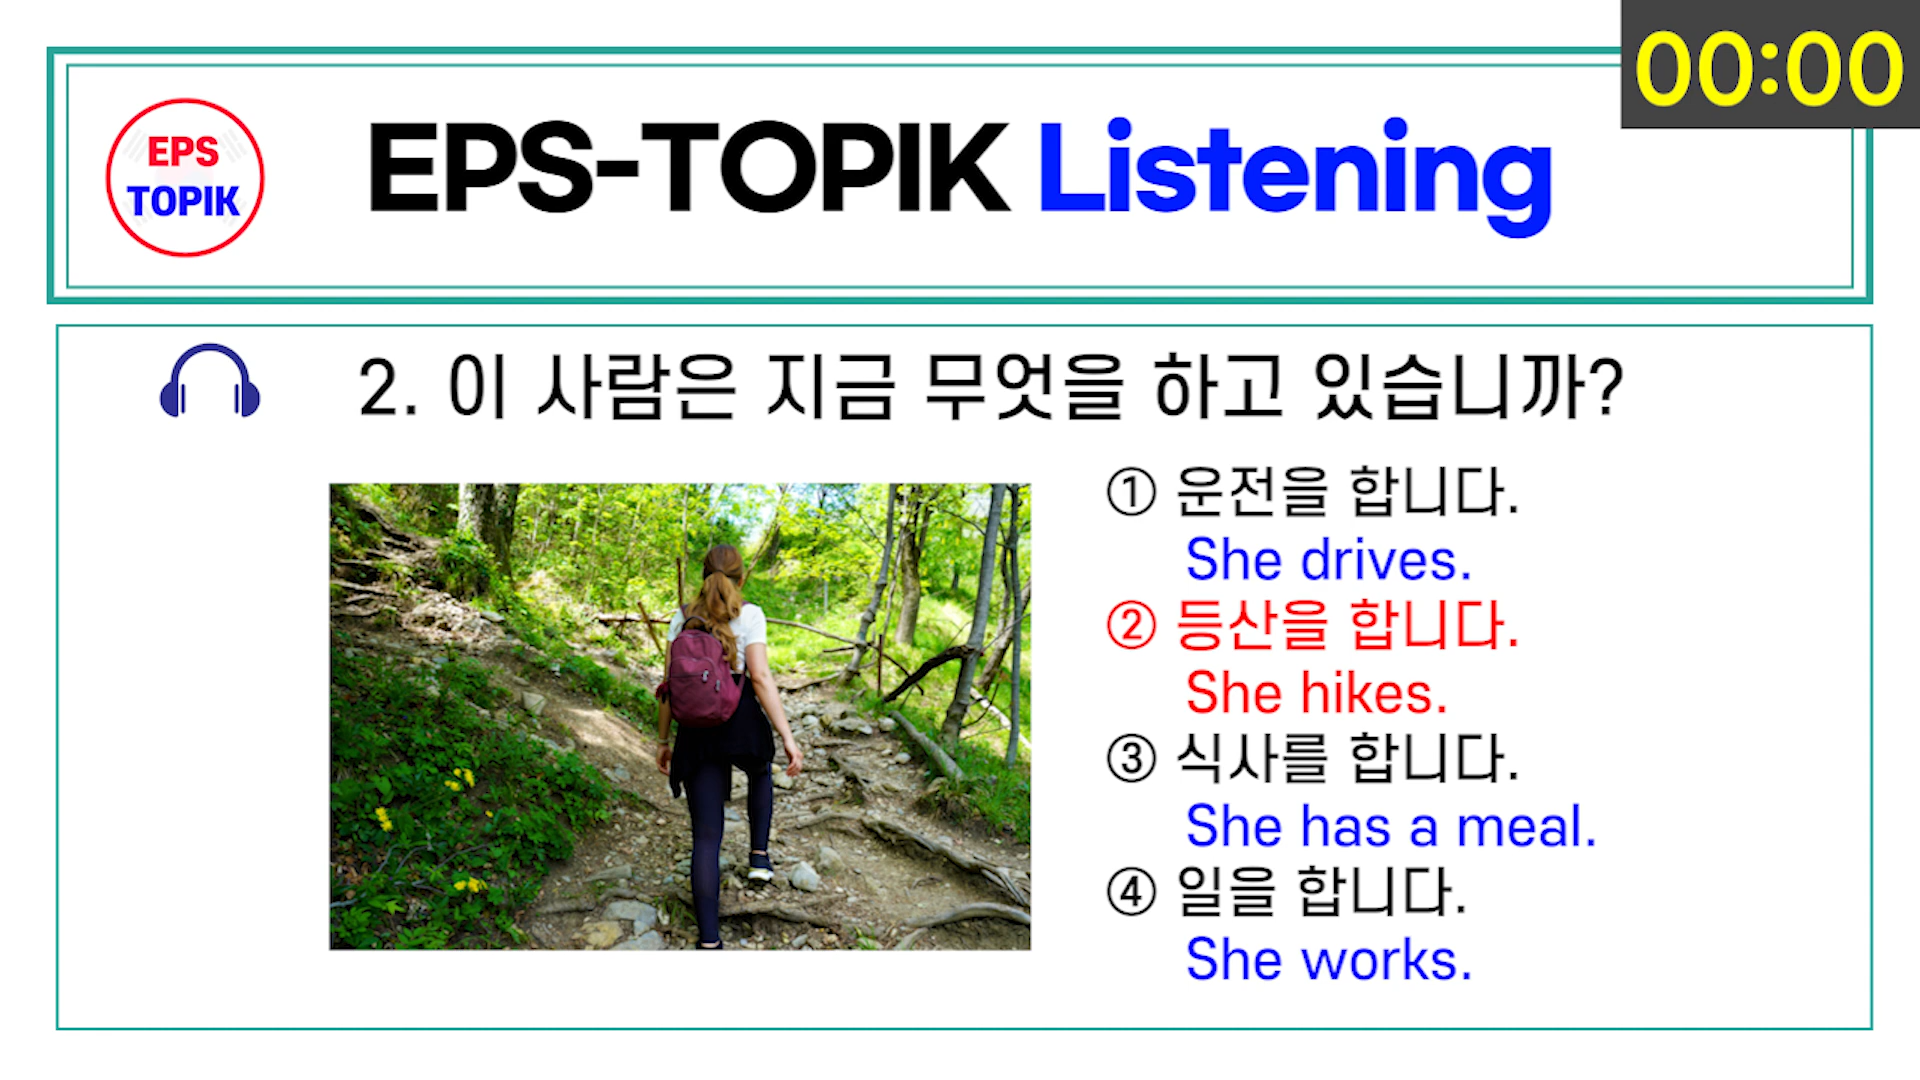 00:00
EPS
TOPIK
EPS-TOPIK Listening
2. 이 사람은 지금 무엇을 하고 있습니까?
① 운전을 합니다.
She drives.
② 등산을 합니다.
She hikes.
③ 식사를 합니다.
She has a meal.
④ 일을 합니다.
She works.